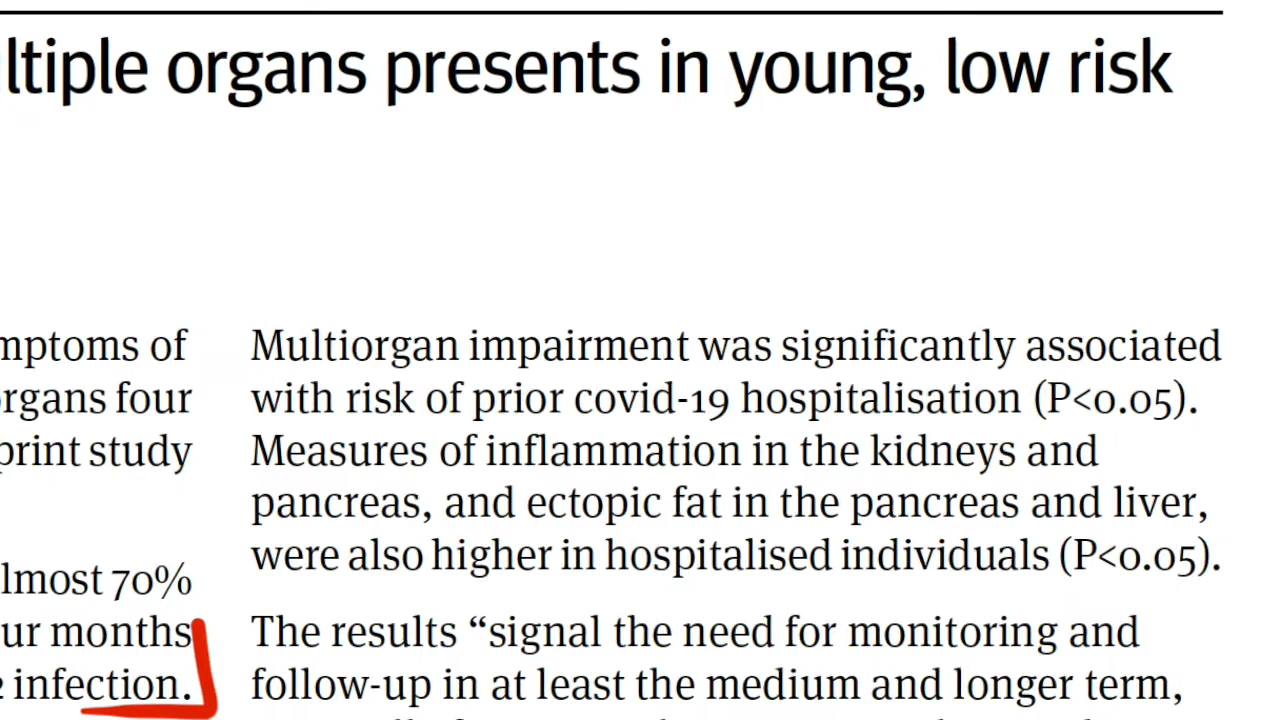 ltiple organs presents in young, low risk
mptoms of
organs four
print study
lmost 70%
ur months
2 infection.
Multiorgan impairment was significantly associated
with risk of prior covid-19 hospitalisation (P<0.05).
Measures of inflammation in the kidneys and
pancreas, and ectopic fat in the pancreas and liver,
were also higher in hospitalised individuals (P<0.05).
The results “signal the need for monitoring and
follow-up in at least the medium and longer term,